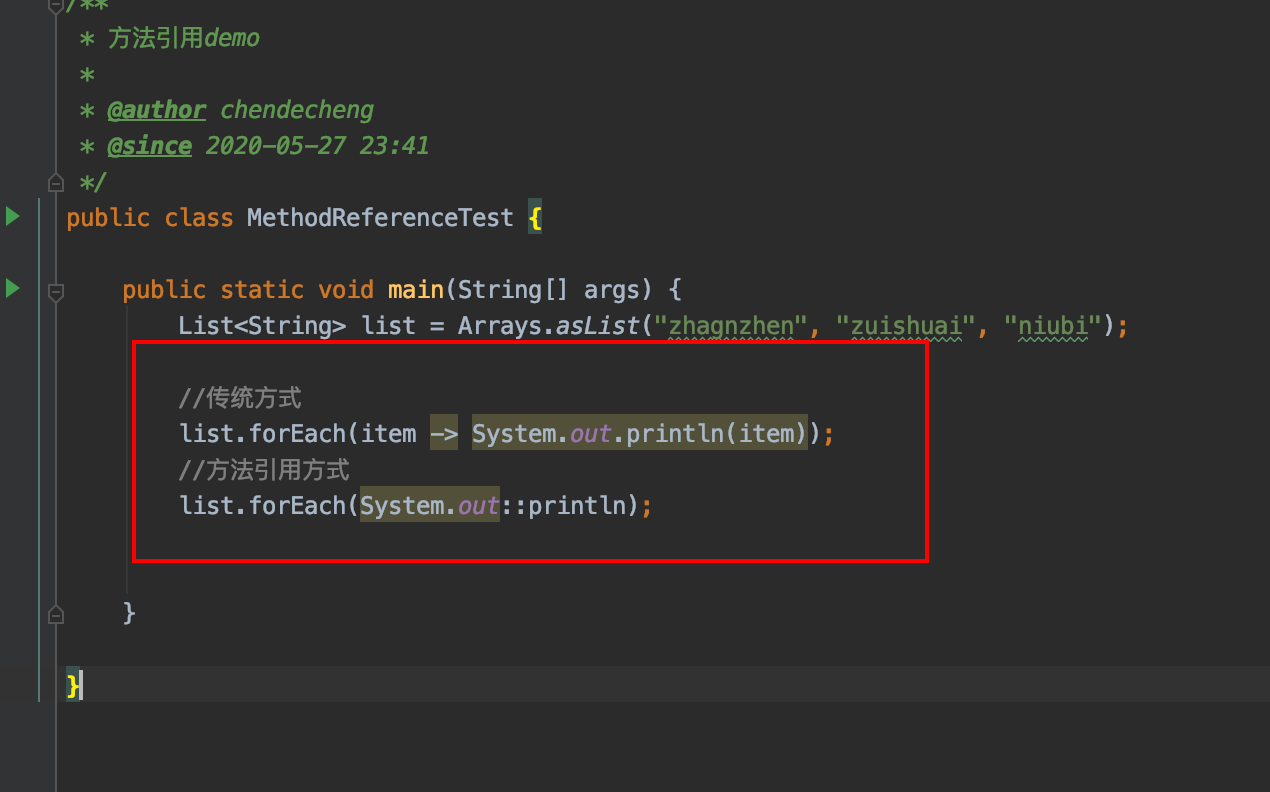 /**
* 方法引用demo
*
* @author chendecheng
* @since 2020-05-27 23:41
*/
public class MethodReferenceTest {
public static void main(String[] args) {
List<String> list = Arrays.asList("zhagnzhen", "zuishuai", "niubi");
//传统方式
list.forEach(item -> System.out.println(item));
//方法引用方式
list.forEach(System.out::println);
}
}